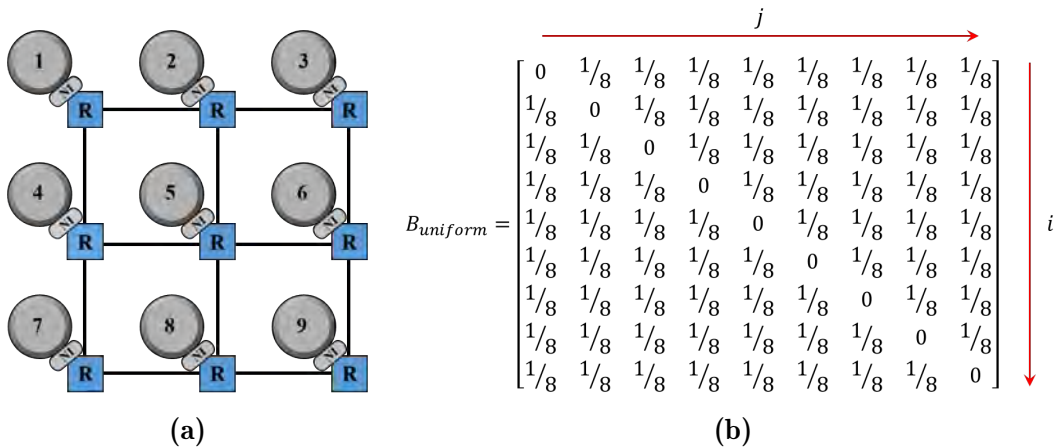 1 2 3
NI NI NI
R R R
4 5 6
NI NI NI
R R R
7 8 9
NI NI NI
R R R
(a)
j
0 1/8 1/8 1/8 1/8 1/8 1/8 1/8 1/8
1/8 0 1/8 1/8 1/8 1/8 1/8 1/8 1/8
1/8 1/8 0 1/8 1/8 1/8 1/8 1/8 1/8
1/8 1/8 1/8 0 1/8 1/8 1/8 1/8 1/8
B_uniform = 1/8 1/8 1/8 1/8 0 1/8 1/8 1/8 1/8 i
1/8 1/8 1/8 1/8 1/8 0 1/8 1/8 1/8
1/8 1/8 1/8 1/8 1/8 1/8 0 1/8 1/8
1/8 1/8 1/8 1/8 1/8 1/8 1/8 0 1/8
1/8 1/8 1/8 1/8 1/8 1/8 1/8 1/8 0
(b)